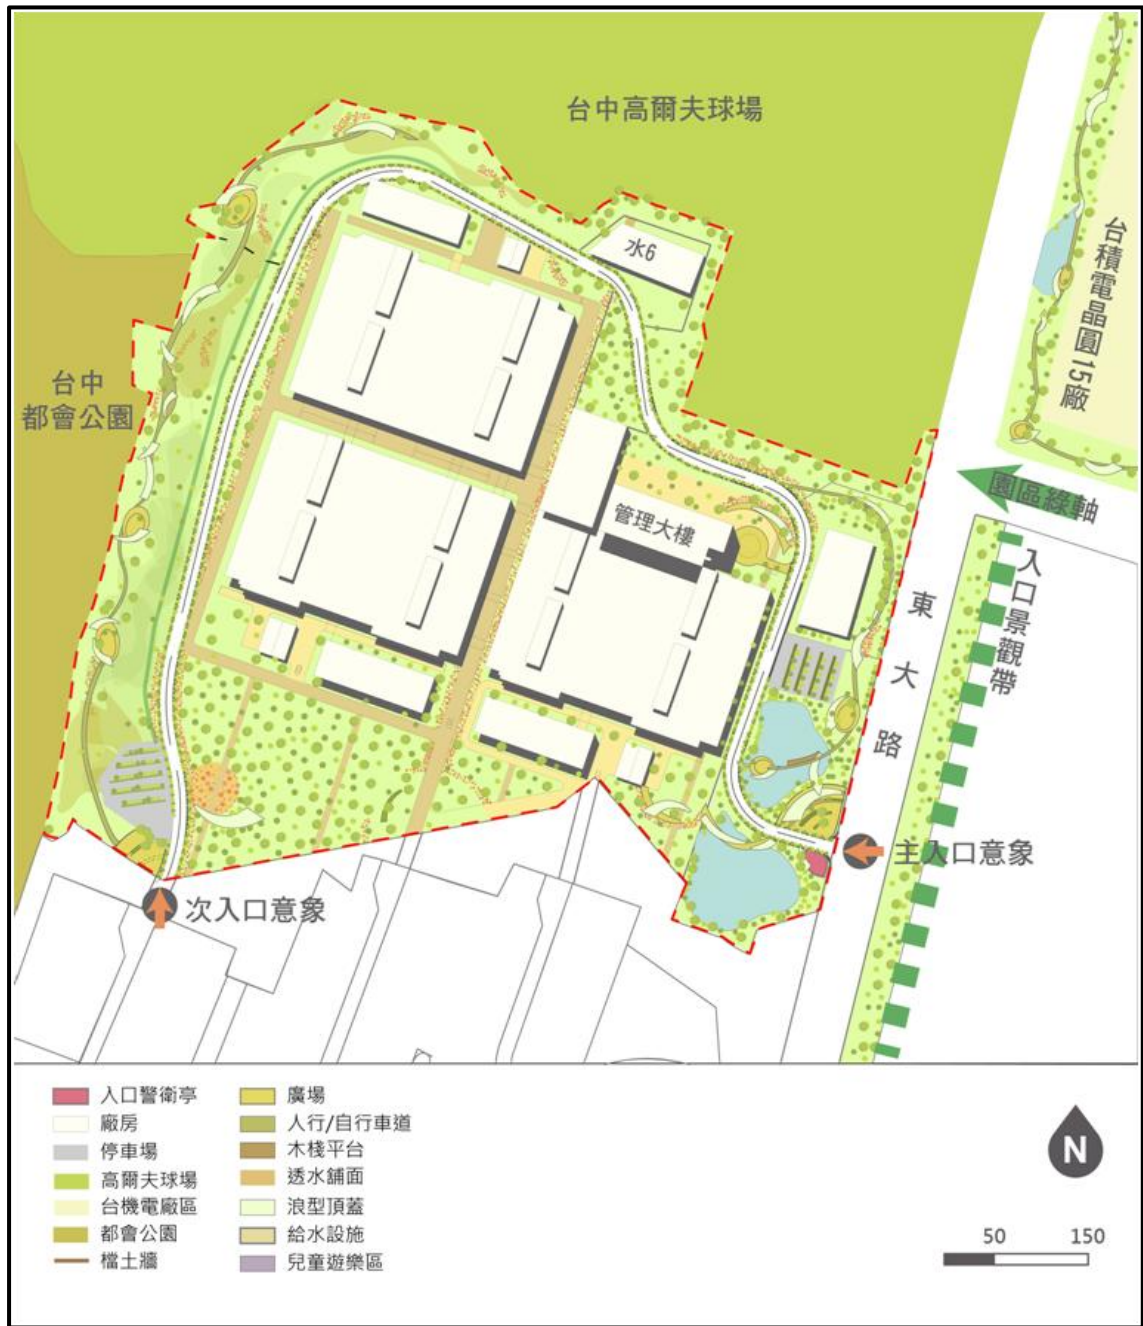 台中高爾夫球場
水6
台積電晶圓15廠
台中
都會公園
園區綠軸
管理大樓
入口景觀帶
東大路
主入口意象
次入口意象
入口警衛亭
廠房
停車場
高爾夫球場
台機電廠區
都會公園
檔土牆
廣場
人行/自行車道
木棧平台
透水舖面
浪型頂蓋
給水設施
兒童遊樂區
N
50 150